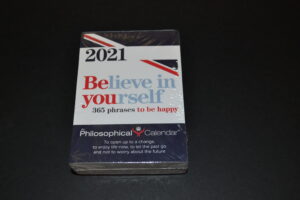 2021
Believe in
yourself
365 phrases to be happy
the Philosophical Calendar
To open up to a change,
to enjoy life now, to let the past go
and not to worry about the future